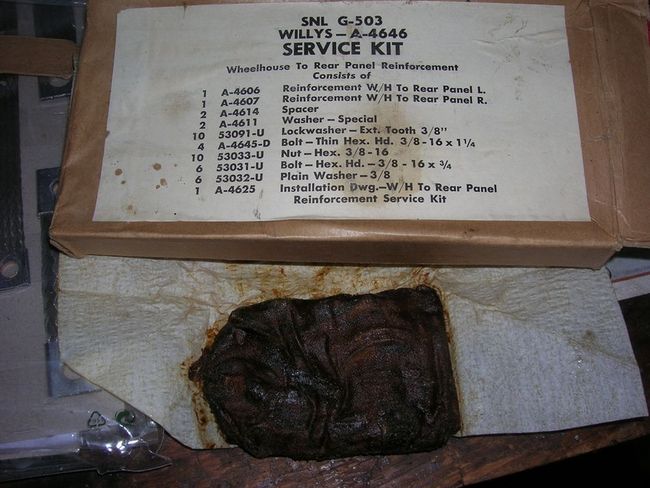 SNL G-503
WILLYS — A-4646
SERVICE KIT
Wheelhouse To Rear Panel Reinforcement
Consists of
1 A-4606 Reinforcement W/H To Rear Panel L.
1 A-4607 Reinforcement W/H To Rear Panel R.
2 A-4614 Spacer
2 A-4611 Washer — Special
10 53091-U Lockwasher — Ext. Tooth 3/8"
4 A-4645-D Bolt — Thin Hex. Hd. 3/8 - 16 x 1 1/4
10 53033-U Nut — Hex. 3/8 - 16
6 53031-U Bolt — Hex. Hd. — 3/8 - 16 x 3/4
6 53032-U Plain Washer — 3/8
1 A-4625 Installation Dwg. — W/H To Rear Panel
Reinforcement Service Kit